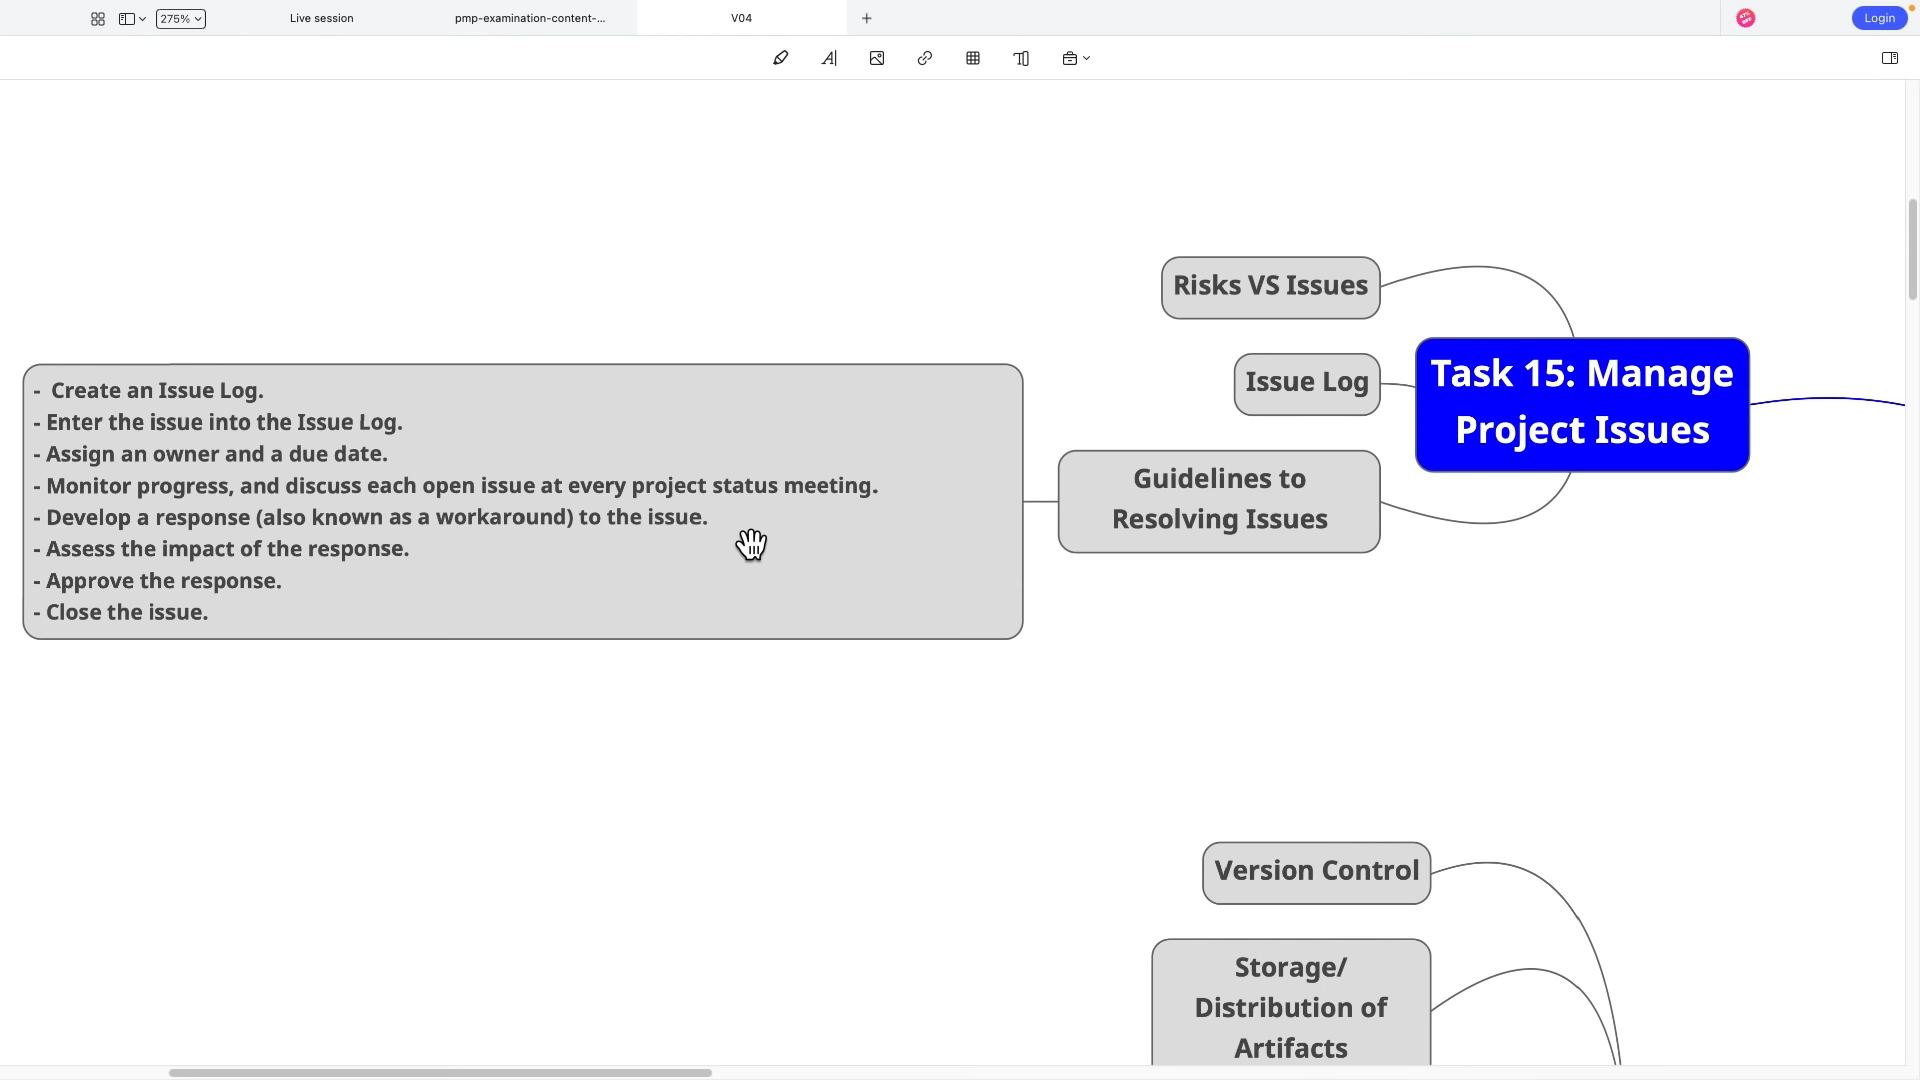 275%
Live session
pmp-examination-content-...
V04
Login
Risks VS Issues
Issue Log
Task 15: Manage
Project Issues
Guidelines to
Resolving Issues
-  Create an Issue Log.
- Enter the issue into the Issue Log.
- Assign an owner and a due date.
- Monitor progress, and discuss each open issue at every project status meeting.
- Develop a response (also known as a workaround) to the issue.
- Assess the impact of the response.
- Approve the response.
- Close the issue.
Version Control
Storage/
Distribution of
Artifacts